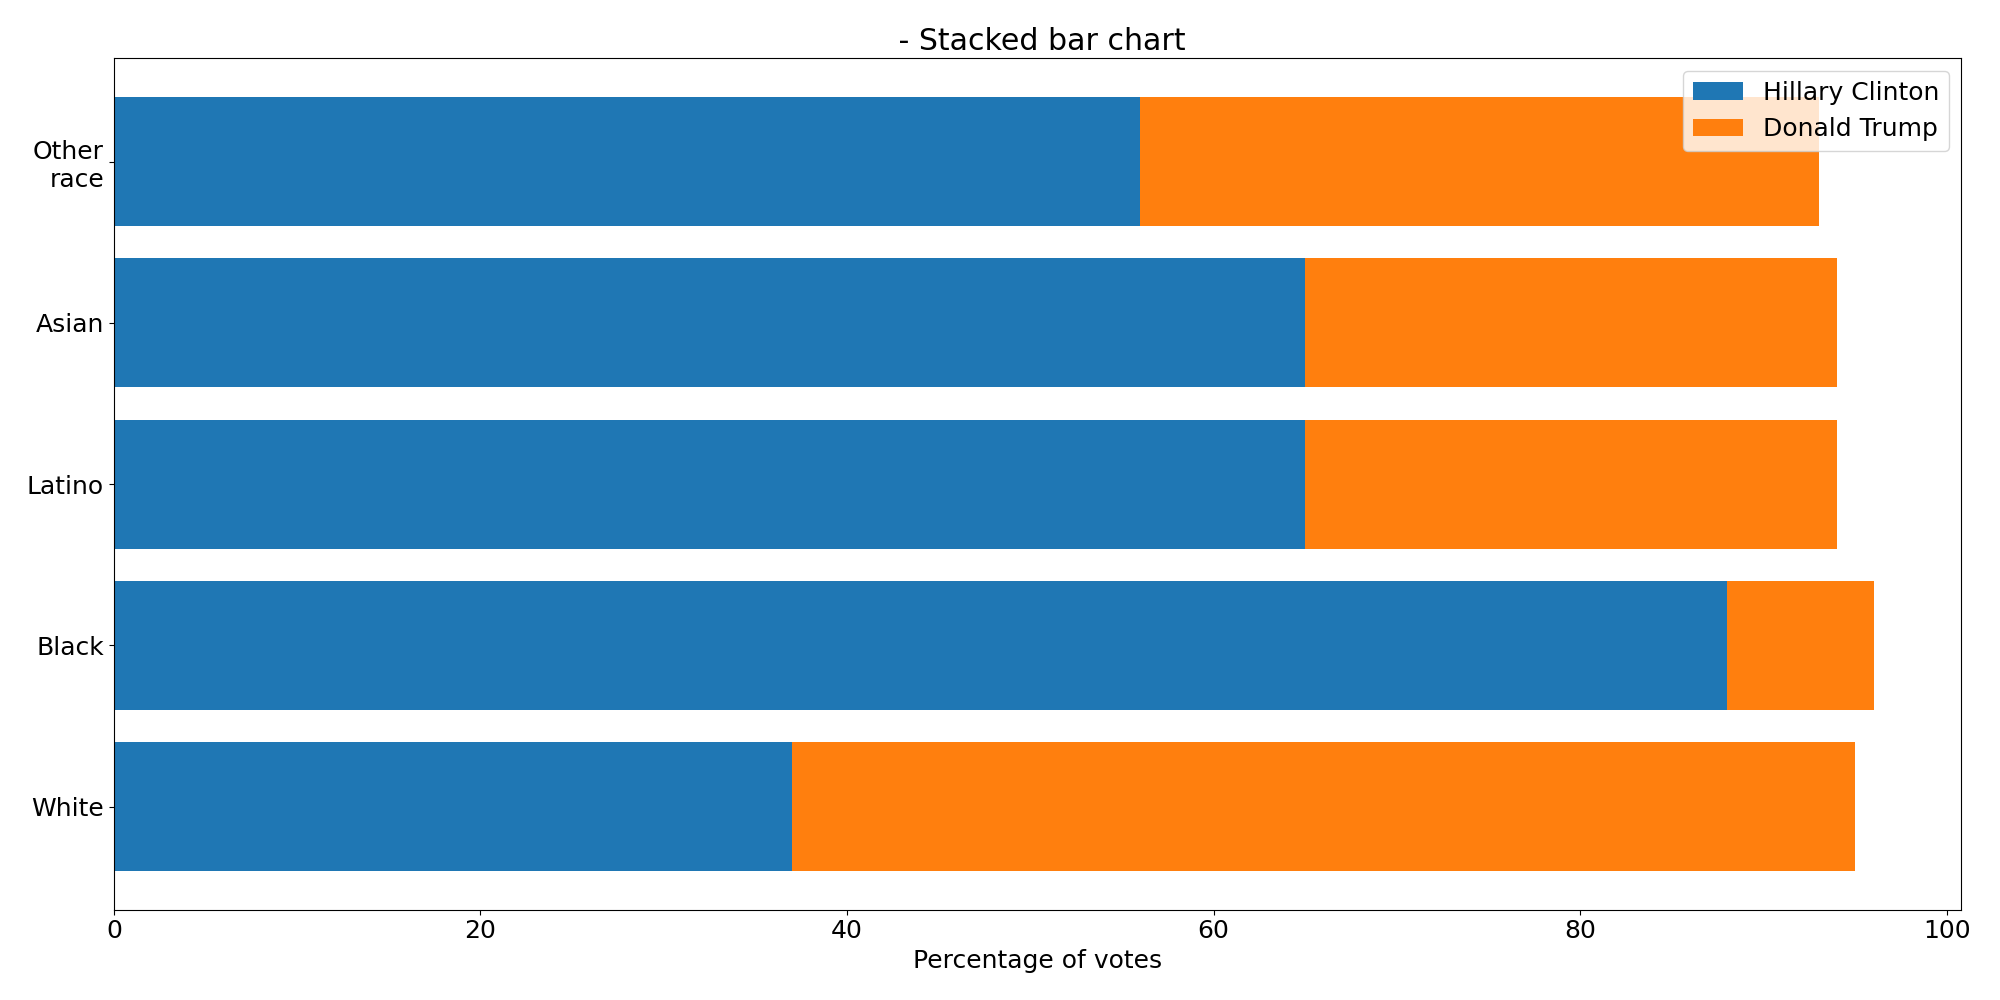 - Stacked bar chart
Hillary Clinton
Donald Trump
Other
race
Asian
Latino
Black
White
0 20 40 60 80 100
Percentage of votes